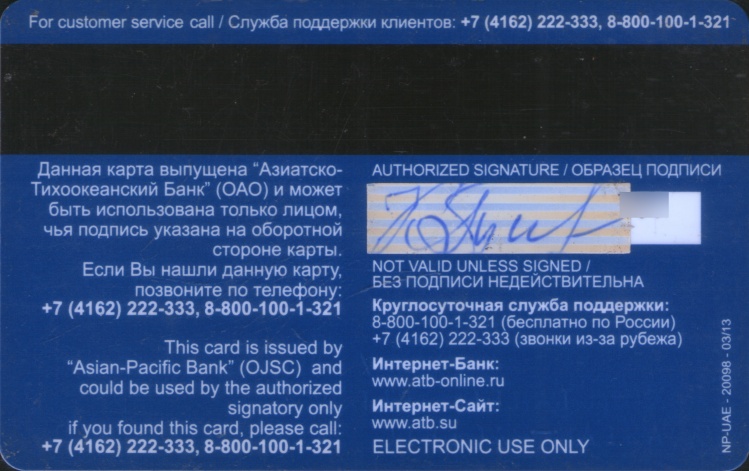 For customer service call / Служба поддержки клиентов: +7 (4162) 222-333, 8-800-100-1-321
Данная карта выпущена "Азиатско-
Тихоокеанский Банк" (ОАО) и может
быть использована только лицом,
чья подпись указана на оборотной
стороне карты.
Если Вы нашли данную карту,
позвоните по телефону:
+7 (4162) 222-333, 8-800-100-1-321
This card is issued by
"Asian-Pacific Bank" (OJSC) and
could be used by the authorized
signatory only
if you found this card, please call:
+7 (4162) 222-333, 8-800-100-1-321
AUTHORIZED SIGNATURE / ОБРАЗЕЦ ПОДПИСИ
NOT VALID UNLESS SIGNED /
БЕЗ ПОДПИСИ НЕДЕЙСТВИТЕЛЬНА
Круглосуточная служба поддержки:
8-800-100-1-321 (бесплатно по России)
+7 (4162) 222-333 (звонки из-за рубежа)
Интернет-Банк:
www.atb-online.ru
Интернет-Сайт:
www.atb.su
ELECTRONIC USE ONLY
NP-UAE - 20098 - 03/13